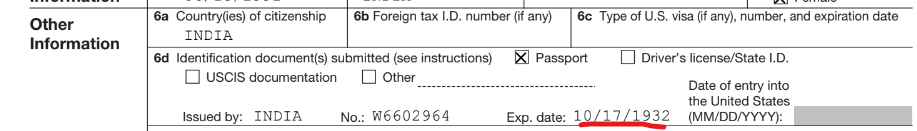 Other Information
6a Country(ies) of citizenship
INDIA
6b Foreign tax I.D. number (if any)
6c Type of U.S. visa (if any), number, and expiration date
6d Identification document(s) submitted (see instructions) ☒ Passport ☐ Driver's license/State I.D.
☐ USCIS documentation ☐ Other
Issued by: INDIA No.: W6602964 Exp. date: 10/17/1932
Date of entry into
the United States
(MM/DD/YYYY):